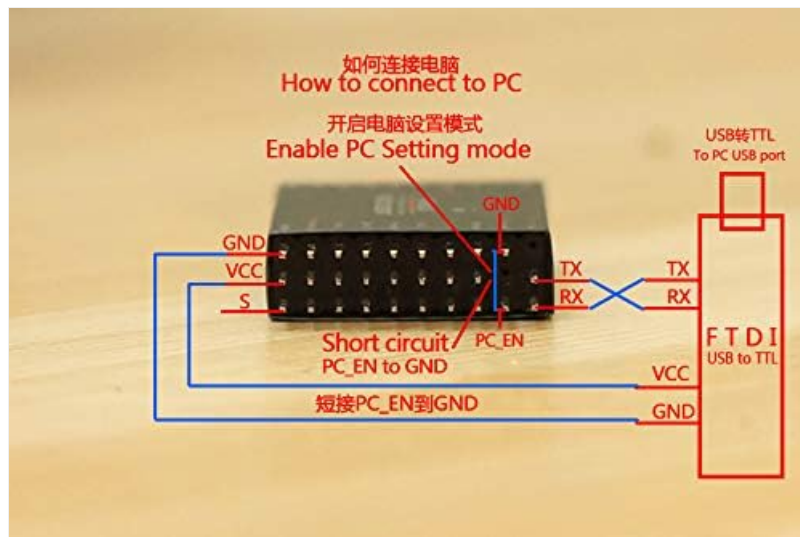 如何连接电脑
How to connect to PC
开启电脑设置模式
Enable PC Setting mode
USB转TTL
To PC USB port
GND
GND
VCC
S
TX
RX
TX
RX
PC_EN
Short circuit
PC_EN to GND
短接PC_EN到GND
FTDI
USB to TTL
VCC
GND